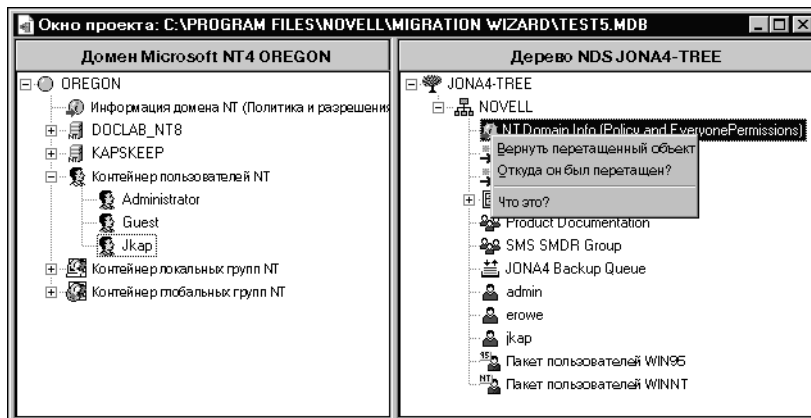 Окно проекта: C:\PROGRAM FILES\NOVELL\MIGRATION WIZARD\TEST5.MDB
Домен Microsoft NT4 OREGON
OREGON
Информация домена NT (Политика и разрешения
DOCLAB_NT8
KAPSKEEP
Контейнер пользователей NT
Administrator
Guest
Jkap
Контейнер локальных групп NT
Контейнер глобальных групп NT
Дерево NDS JONA4-TREE
JONA4-TREE
NOVELL
NT Domain Info (Policy and EveryonePermissions)
Вернуть перетащенный объект
Откуда он был перетащен?
Что это?
Product Documentation
SMS SMDR Group
JONA4 Backup Queue
admin
erowe
jkap
Пакет пользователей WIN95
Пакет пользователей WINNT